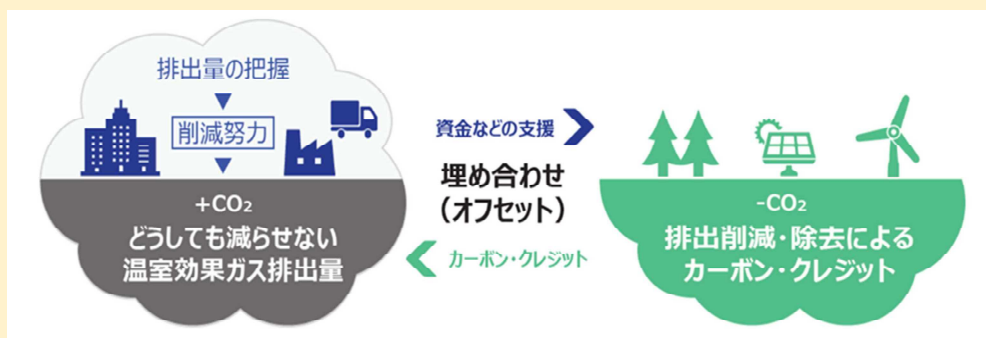 排出量の把握
削減努力
+CO₂
どうしても減らせない
温室効果ガス排出量
資金などの支援
埋め合わせ
（オフセット）
カーボン・クレジット
-CO₂
排出削減・除去による
カーボン・クレジット